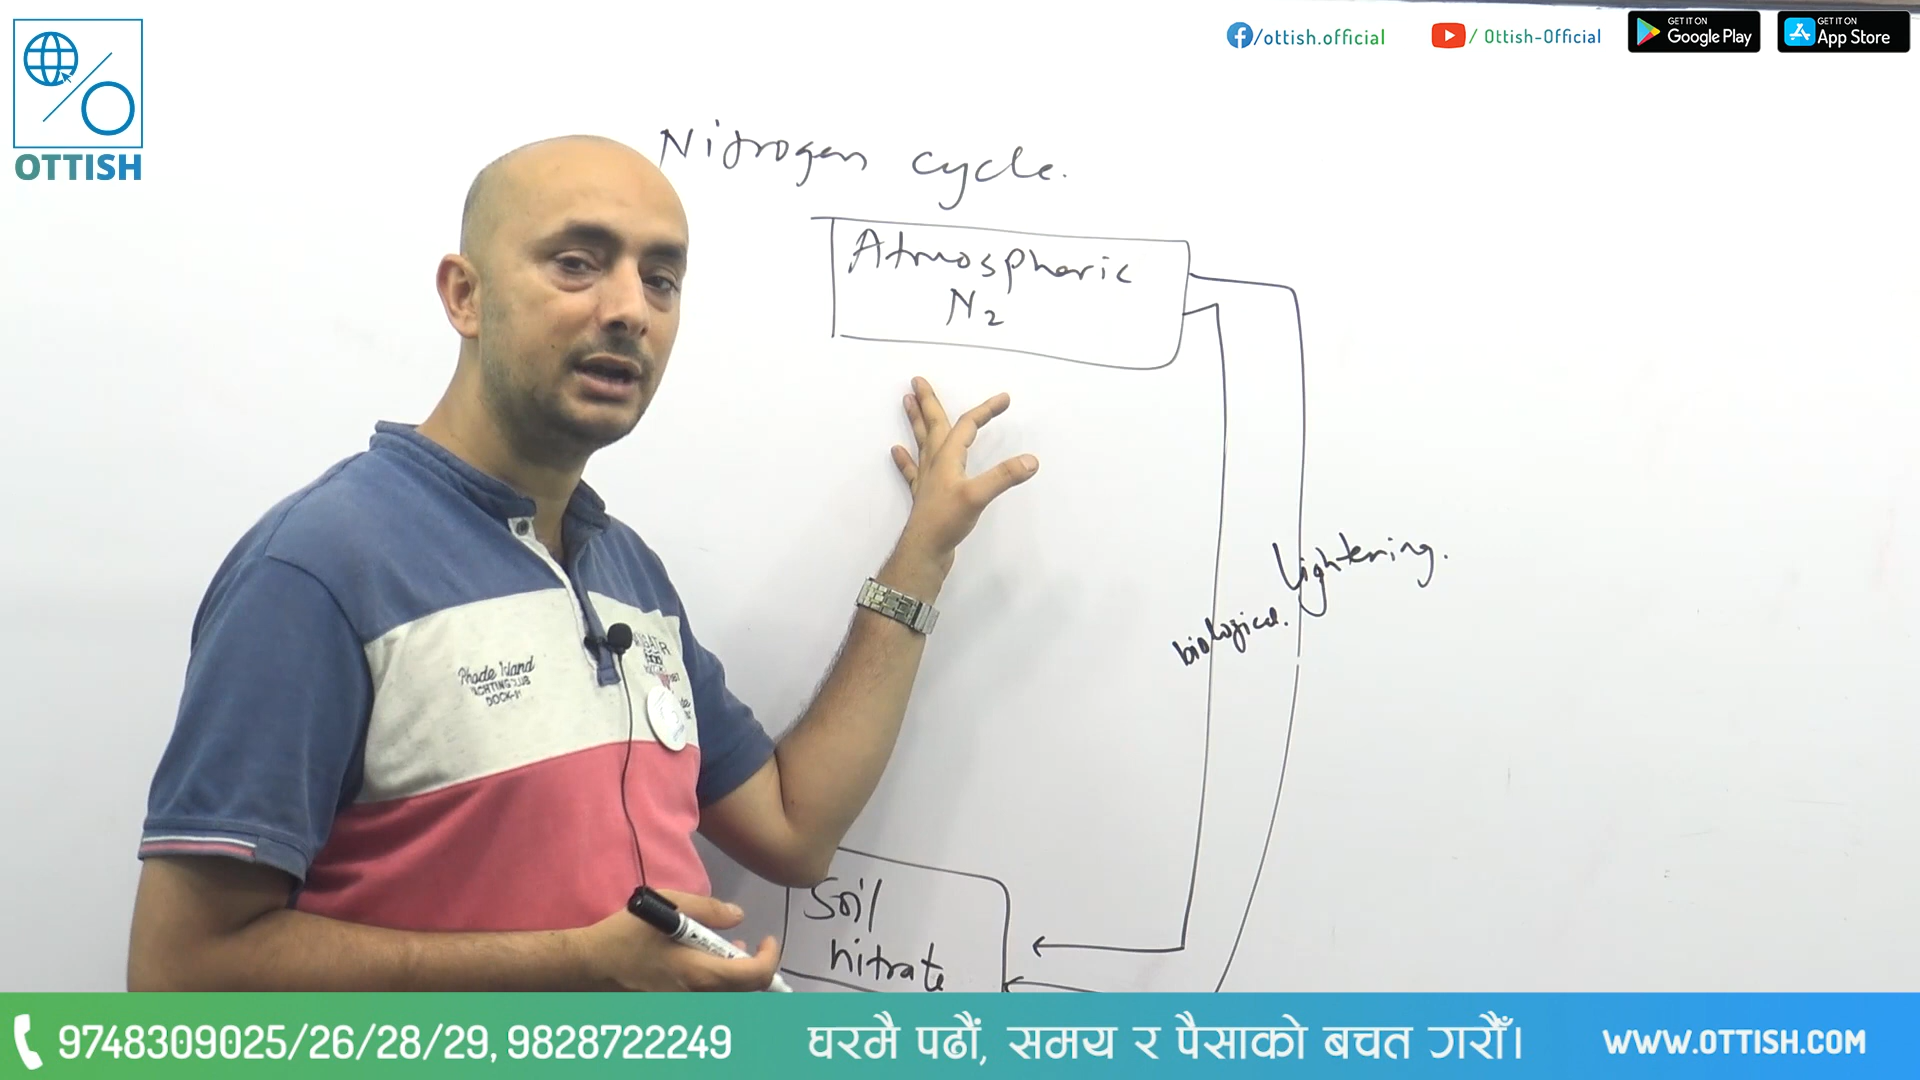 /ottish.official
/ Ottish-Official
GET IT ON
Google Play
GET IT ON
App Store
OTTISH
Nitrogen cycle.
Atmospheric
N2
Lightening.
biological.
Rhode Island
YACHTING CLUB
Soil
nitrate
9748309025/26/28/29, 9828722249
घरमै पढौं, समय र पैसाको बचत गरौँ।
WWW.OTTISH.COM